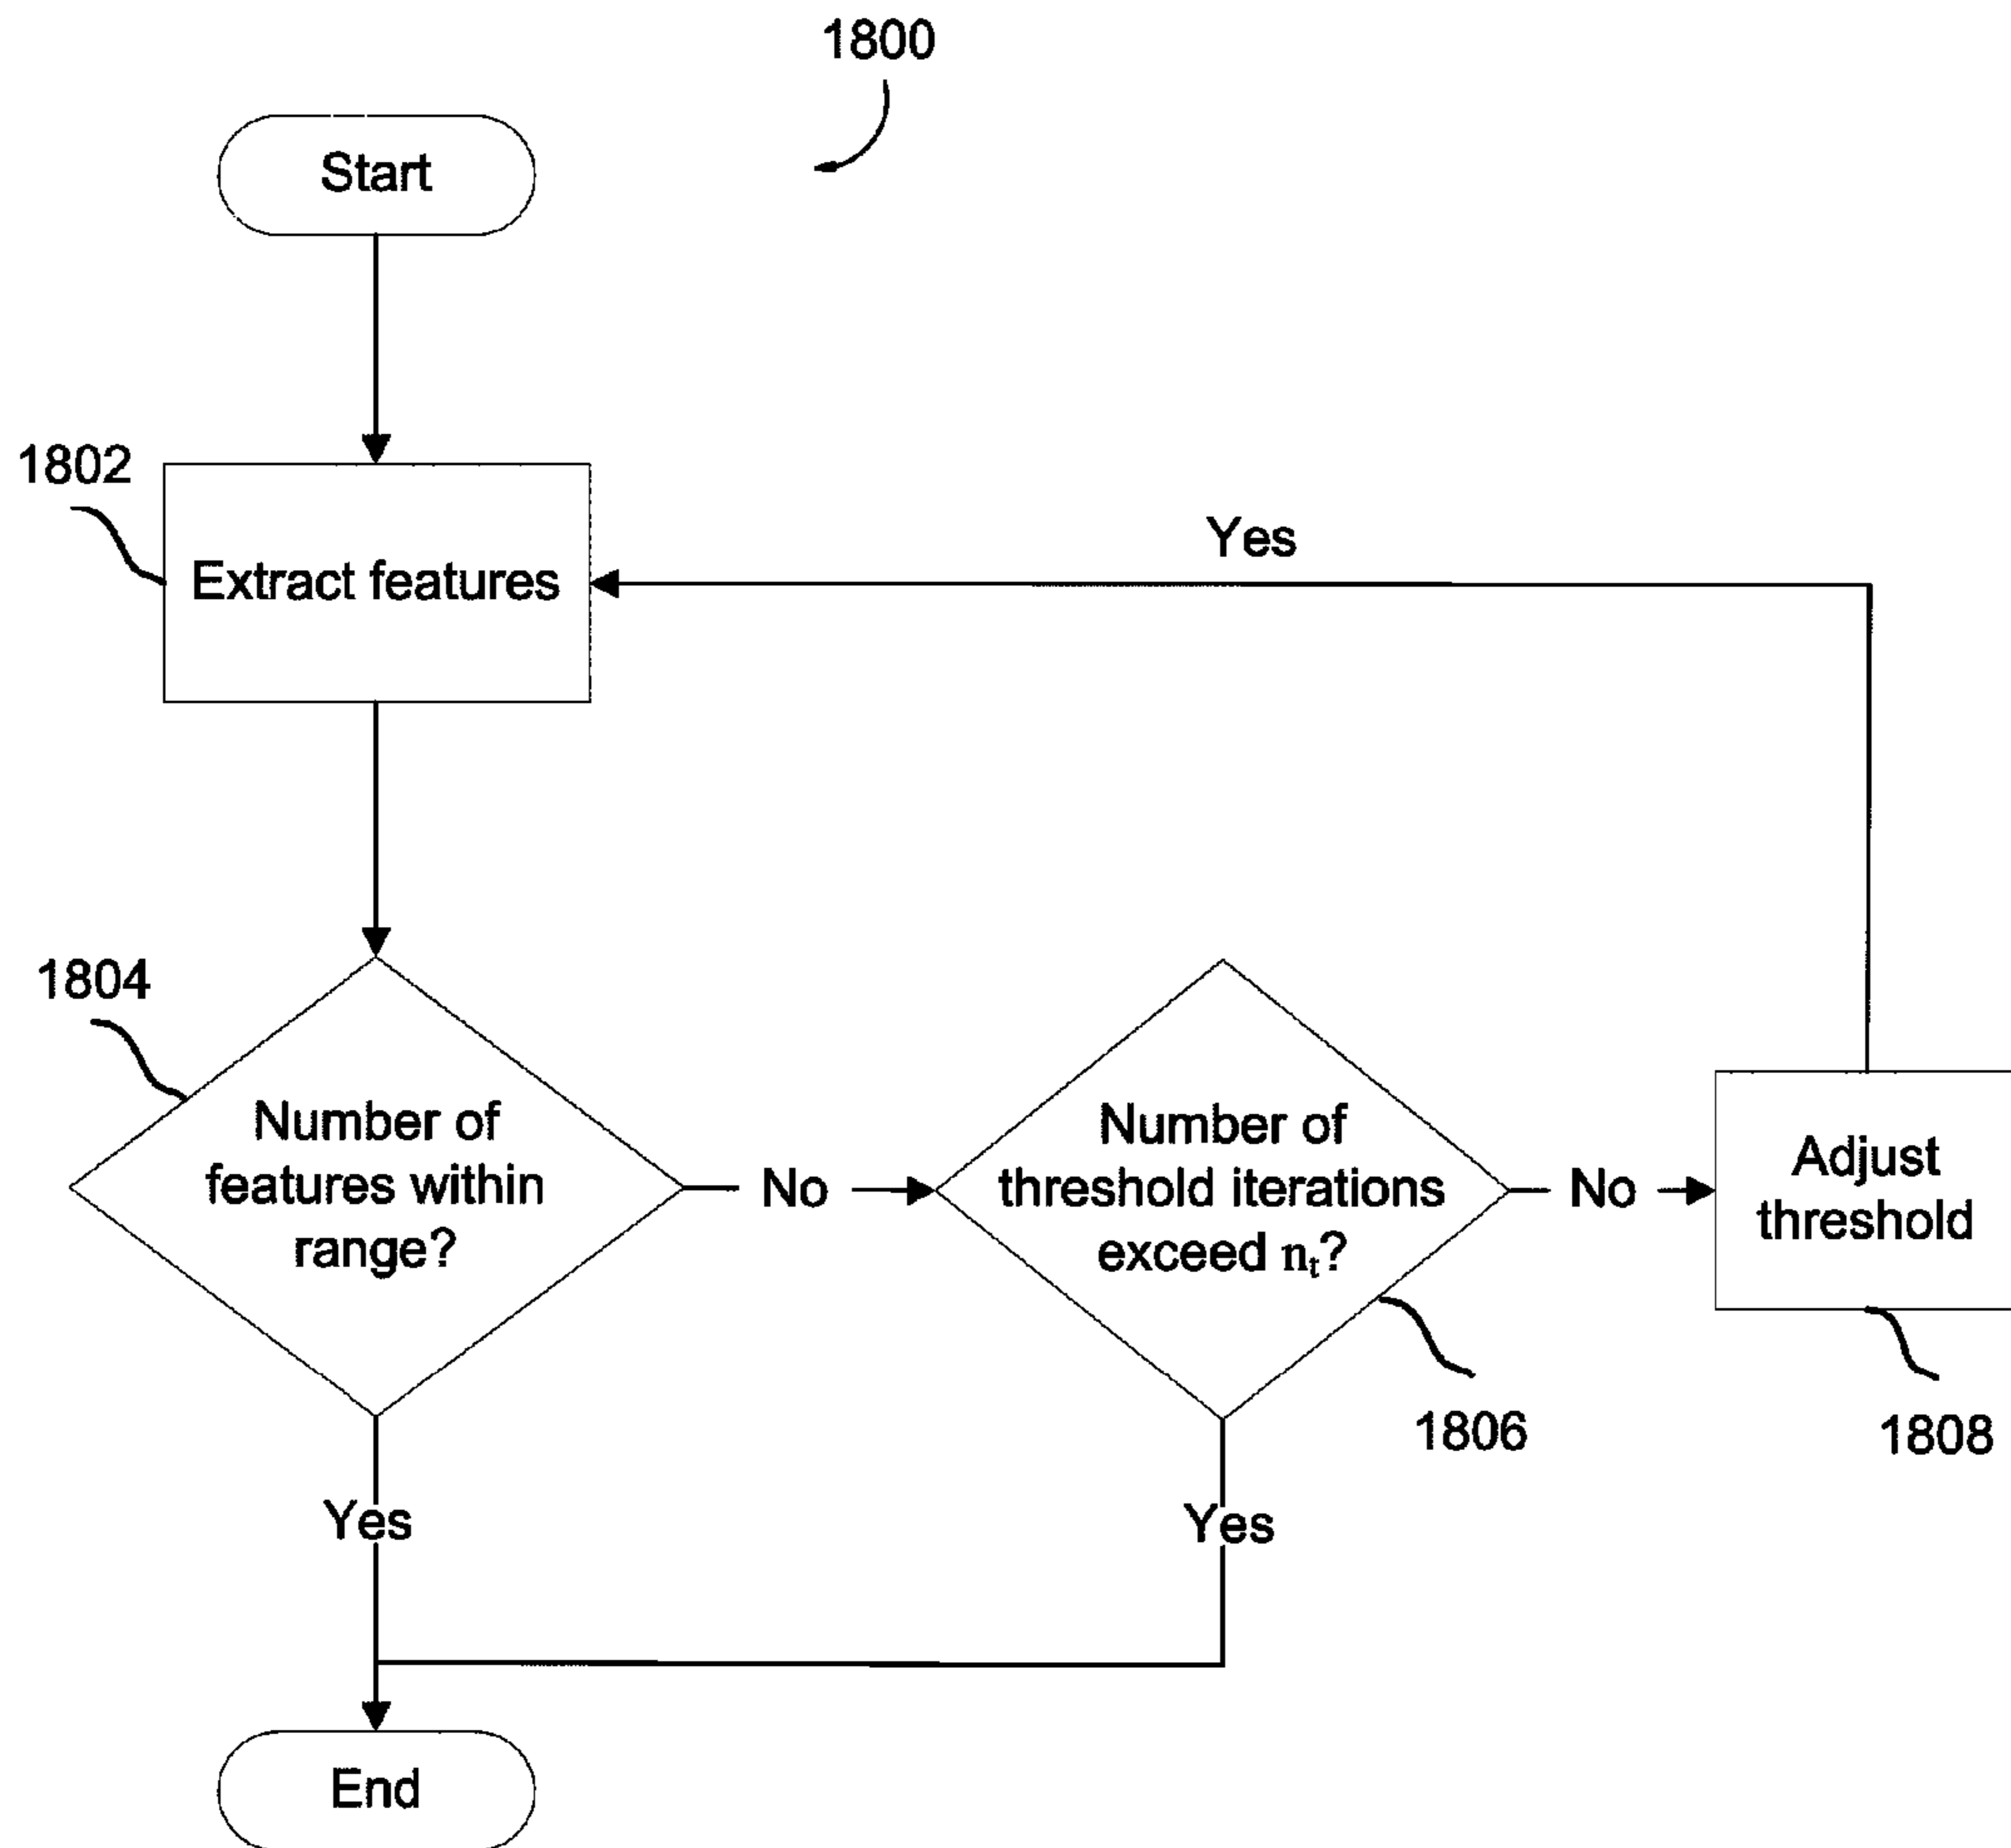 1800
Start
1802
Extract features
Yes
1804
Number of
features within
range?
No
Number of
threshold iterations
exceed nₜ?
No
Adjust
threshold
1806
1808
Yes
Yes
End